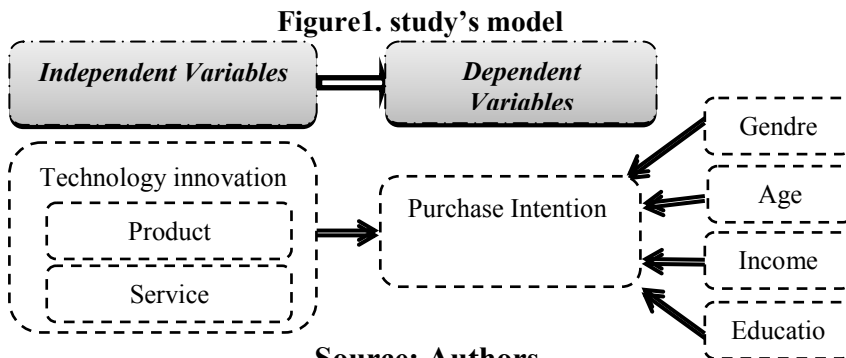 Figure1. study's model
Independent Variables
Dependent
Variables
Technology innovation
Product
Service
Purchase Intention
Gendre
Age
Income
Educatio
Source: Authors